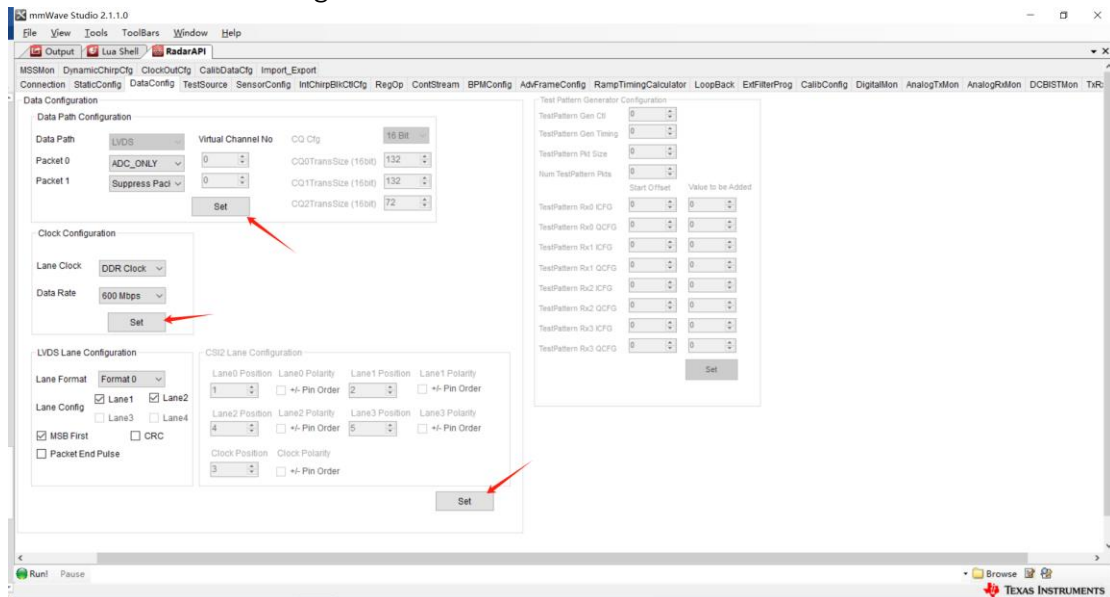 mmWave Studio 2.1.1.0
File View Tools ToolBars Window Help
Output Lua Shell RadarAPI
MSSMon DynamicChirpCfg ClockOutCfg CalibDataCfg Import_Export
Connection StaticConfig DataConfig TestSource SensorConfig IntChirpBlkCtlCfg RegOp ContStream BPMConfig AdvFrameConfig RampTimingCalculator LoopBack ExtFilterProg CalibConfig DigitalMon AnalogTxMon AnalogRxMon DCBISTMon TxR
Data Configuration
Data Path Configuration
Data Path LVDS Virtual Channel No CQ Cfg 16 Bit
Packet 0 ADC_ONLY 0 CQ0TransSize (16bit) 132
Packet 1 Suppress Paci 0 CQ1TransSize (16bit) 132
Set CQ2TransSize (16bit) 72
Clock Configuration
Lane Clock DDR Clock
Data Rate 600 Mbps
Set
LVDS Lane Configuration
Lane Format Format 0
Lane Config Lane1 Lane2
Lane3 Lane4
MSB First CRC
Packet End Pulse
CSI2 Lane Configuration
Lane0 Position Lane0 Polarity Lane1 Position Lane1 Polarity
1 +/- Pin Order 2 +/- Pin Order
Lane2 Position Lane2 Polarity Lane3 Position Lane3 Polarity
4 +/- Pin Order 5 +/- Pin Order
Clock Position Clock Polarity
3 +/- Pin Order
Set
Test Pattern Generator Configuration
TestPattern Gen Ctl 0
TestPattern Gen Timing 0
TestPattern Pkt Size 0
Num TestPattern Pkts 0
Start Offset Value to be Added
TestPattern Rx0 ICFG 0 0
TestPattern Rx0 QCFG 0 0
TestPattern Rx1 ICFG 0 0
TestPattern Rx1 QCFG 0 0
TestPattern Rx2 ICFG 0 0
TestPattern Rx2 QCFG 0 0
TestPattern Rx3 ICFG 0 0
TestPattern Rx3 QCFG 0 0
Set
Run! Pause Browse
TEXAS INSTRUMENTS